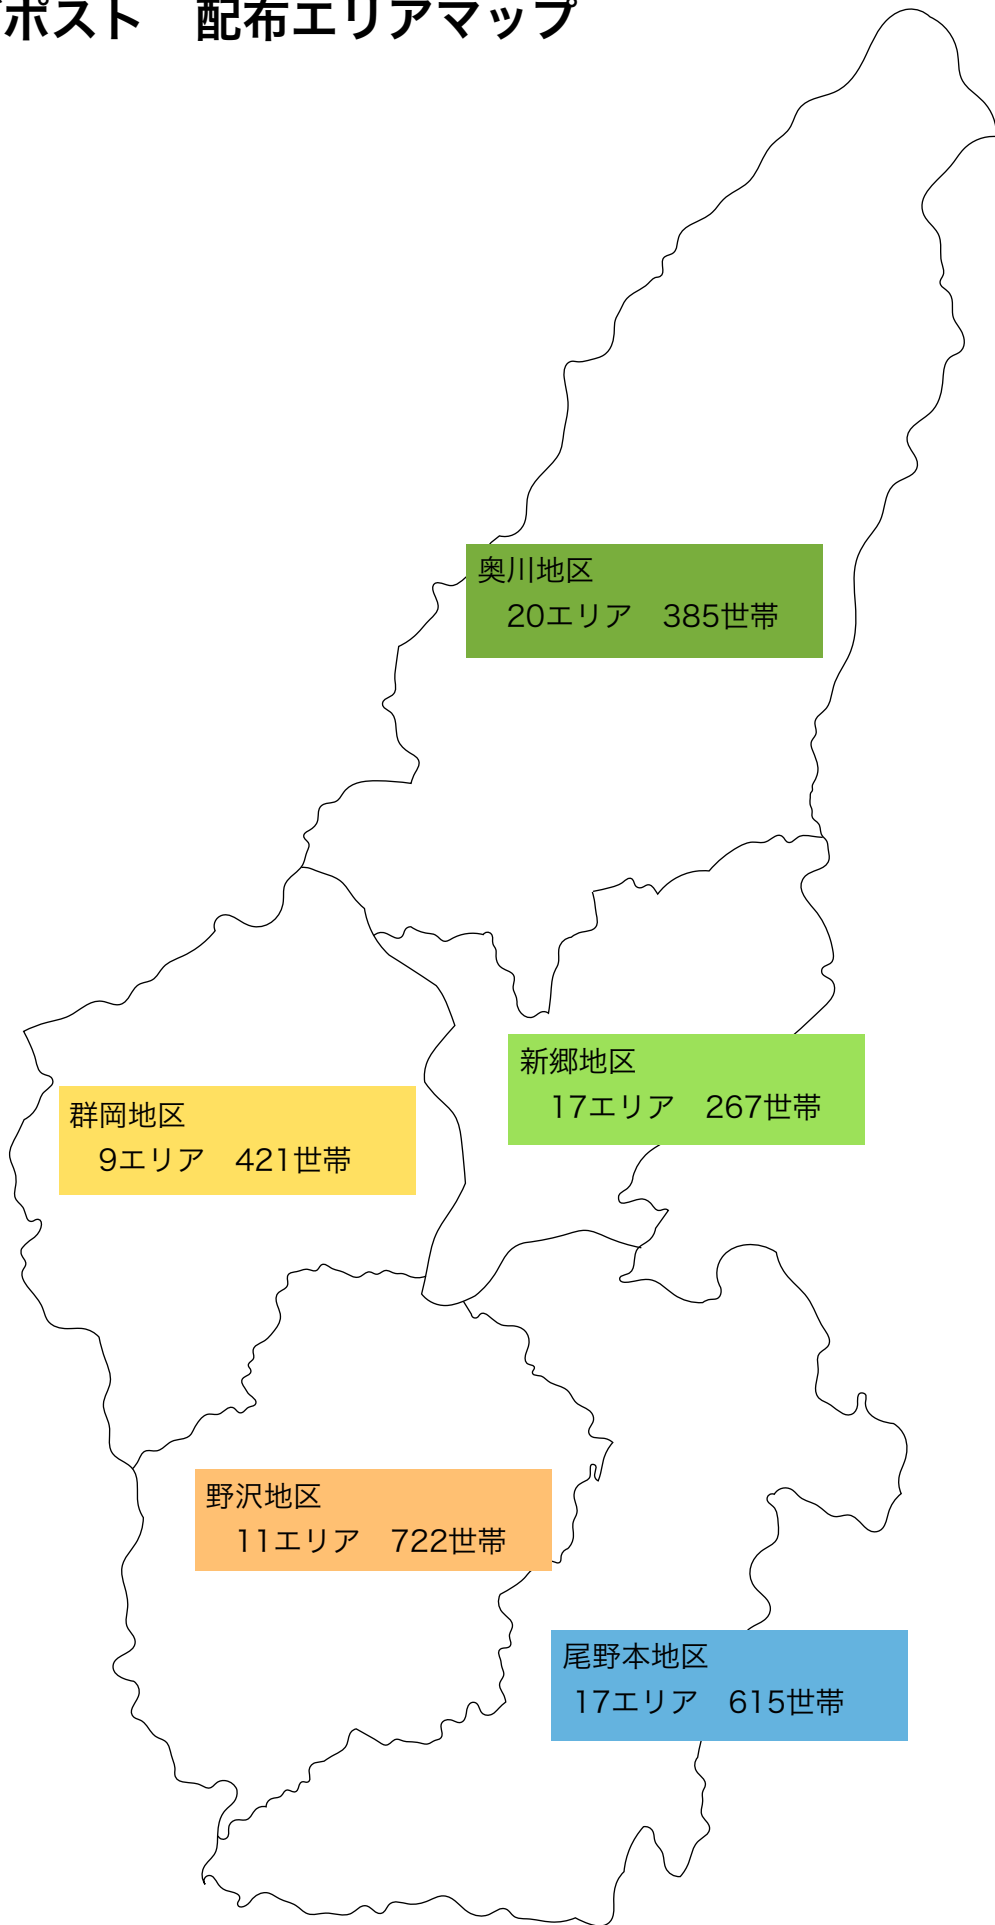 ポスト　配布エリアマップ
奥川地区
20エリア　385世帯
新郷地区
17エリア　267世帯
群岡地区
9エリア　421世帯
野沢地区
11エリア　722世帯
尾野本地区
17エリア　615世帯